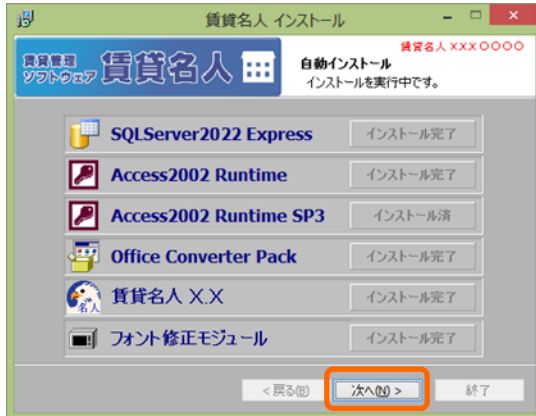 賃貸名人 インストール
賃貸管理
ソフトウェア
賃貸名人
賃貸名人 XXX〇〇〇〇
自動インストール
インストールを実行中です。
SQLServer2022 Express
インストール完了
Access2002 Runtime
インストール完了
Access2002 Runtime SP3
インストール済
Office Converter Pack
インストール完了
名人
賃貸名人 X.X
インストール完了
フォント修正モジュール
インストール完了
< 戻る(B)
次へ(N) >
終了